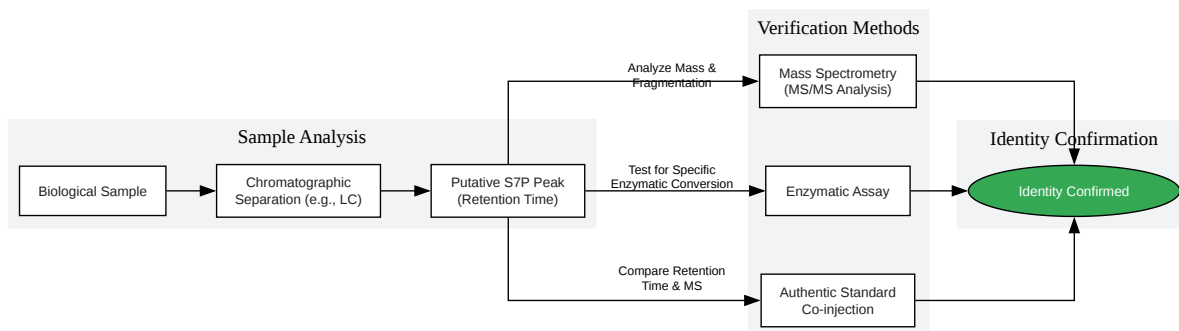 Verification Methods
Analyze Mass &
Fragmentation
Mass Spectrometry
(MS/MS Analysis)
Sample Analysis
Identity Confirmation
Biological Sample
Chromatographic
Separation (e.g., LC)
Putative S7P Peak
(Retention Time)
Test for Specific
Enzymatic Conversion
Enzymatic Assay
Identity Confirmed
Compare Retention
Time & MS
Authentic Standard
Co-injection